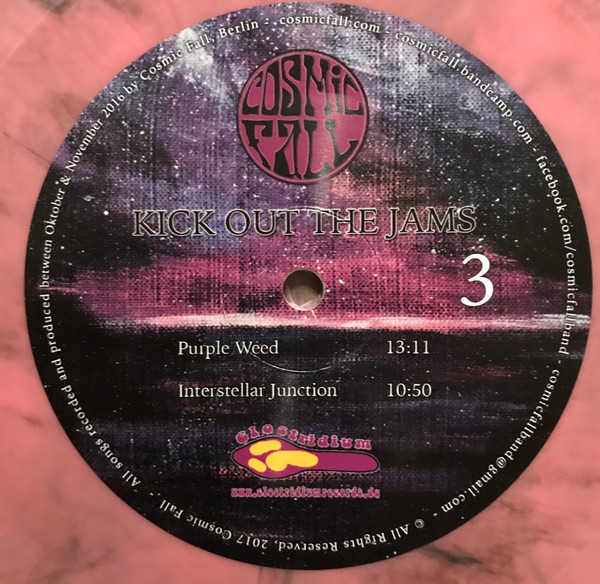 COSMIC
FALL
KICK OUT THE JAMS
3
Purple Weed 13:11
Interstellar Junction 10:50
Clostridium
www.clostridiumrecords.de
All songs recorded and produced between Oktober & November 2016 by Cosmic Fall, Berlin - cosmicfall.com - cosmicfall.bandcamp.com - facebook.com/cosmicfallband - cosmicfallband@gmail.com - © All Rights Reserved, 2017 Cosmic Fall -